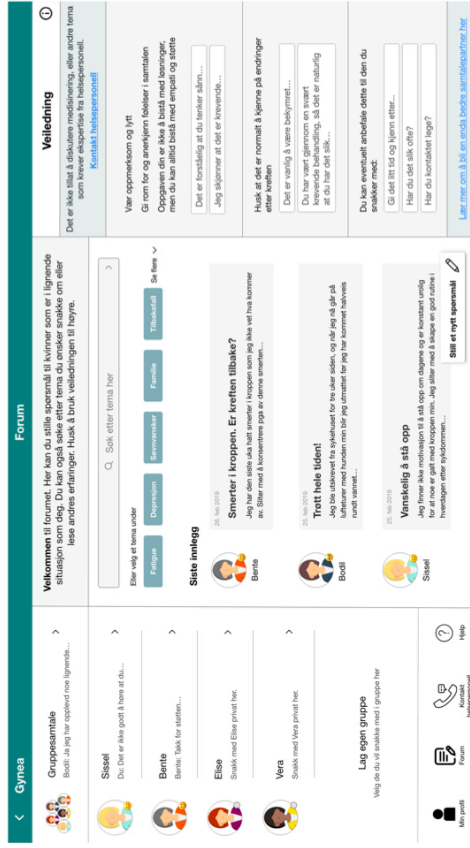 Gynea
Forum
Gruppesamtale
Bodil: Ja jeg har opplevd noe lignende...
Sissel
Du: Det er ikke godt å høre at du...
Bente
Bente: Takk for støtten...
Elise
Snakk med Elise privat her.
Vera
Snakk med Vera privat her.
Lag egen gruppe
Velg de du vil snakke med i gruppe her
Min profil
Forum
Kontakt
helsepersonell
Hjelp
Velkommen til forumet. Her kan du stille spørsmål til kvinner som er i lignende
situasjon som deg. Du kan også søke etter tema du ønsker snakke om eller
lese andres erfaringer. Husk å bruk veiledningen til høyre.
Søk etter tema her
Eller velg et tema under
Fatigue
Depresjon
Søvnvansker
Familie
Tilbakefall
Se flere
Siste innlegg
26. feb 2019
Smerter i kroppen. Er kreften tilbake?
Jeg har den siste uka hatt smerter i kroppen som jeg ikke vet hva kommer
av. Sliter med å konsentrere pga av denne smerten...
Bente
25. feb 2019
Trøtt hele tiden!
Jeg ble utskrevet fra sykehuset for tre uker siden, og når jeg nå går på
lufteturer med hunden min blir jeg utmattet før jeg har kommet halvveis
rundt vannet...
Bodil
25. feb 2019
Vanskelig å stå opp
Jeg finner ikke motivasjon til å stå opp om dagene og er konstant urolig
for at noe er galt med kroppen min. Jeg sliter med å skape en god rutine i
hverdagen etter sykdommen...
Sissel
Still et nytt spørsmål
Veiledning
Det er ikke tillat å diskutere medisinering, eller andre tema
som krever ekspertise fra helsepersonell.
Kontakt helsepersonell
Vær oppmerksom og lytt
Gi rom for og anerkjenn følelser i samtalen
Oppgaven din er ikke å bistå med løsninger,
men du kan alltid bistå med empati og støtte
Det er forståelig at du tenker sånn...
Jeg skjønner at det er krevende...
Husk at det er normalt å kjenne på endringer
etter kreften
Det er vanlig å være bekymret...
Du har vært gjennom en svært
krevende behandling, så det er naturlig
at du har det slik...
Du kan eventuelt anbefale dette til den du
snakker med:
Gi det litt tid og kjenn etter...
Har du det slik ofte?
Har du kontaktet lege?
Lær mer om å bli en enda bedre samtalepartner her